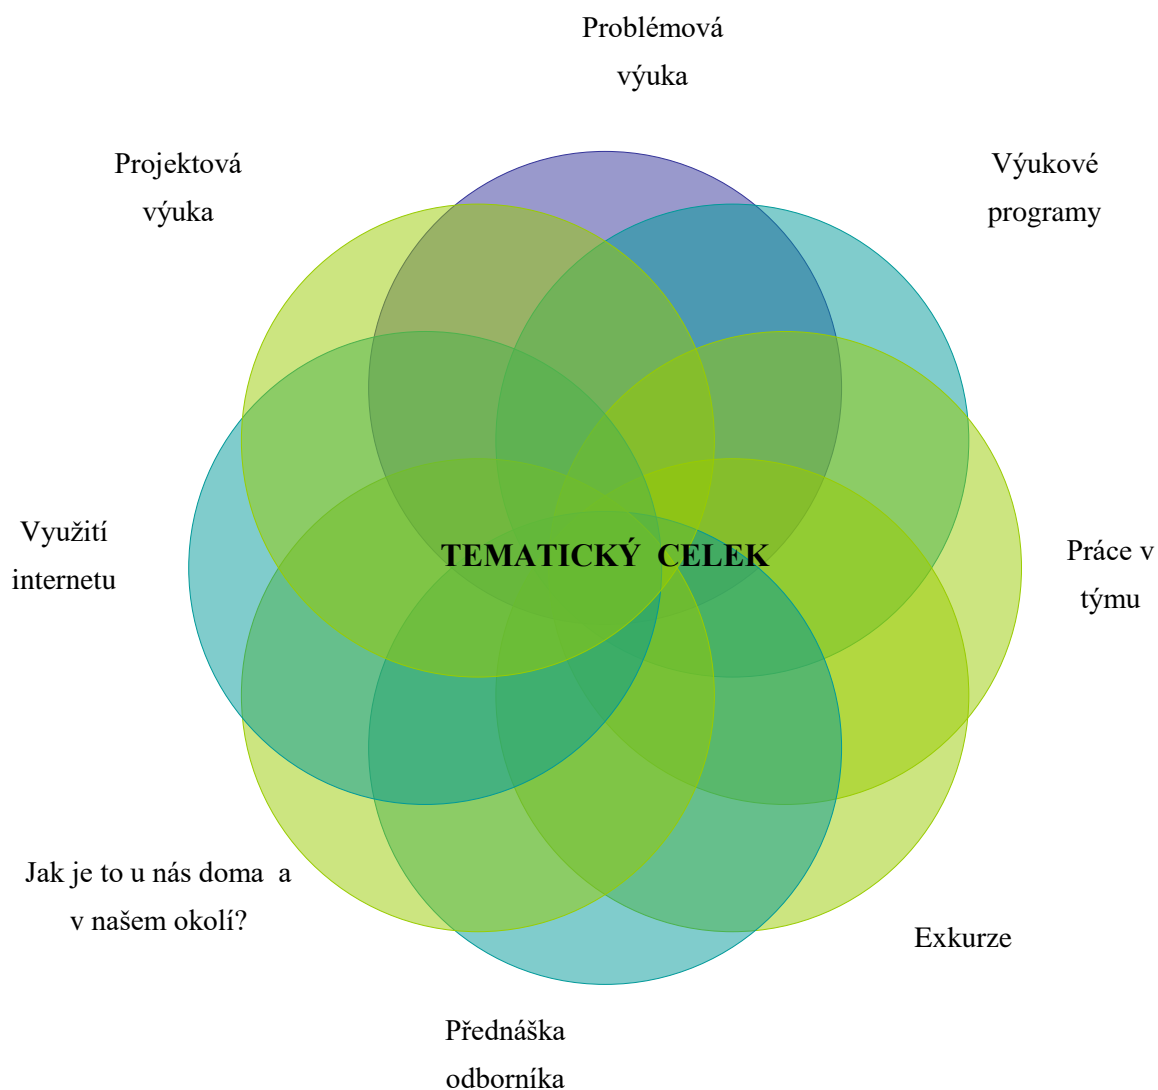 Problémová
výuka
Projektová
výuka
Výukové
programy
Využití
internetu
TEMATICKÝ  CELEK
Práce v
týmu
Jak je to u nás doma  a
v našem okolí?
Exkurze
Přednáška
odborníka